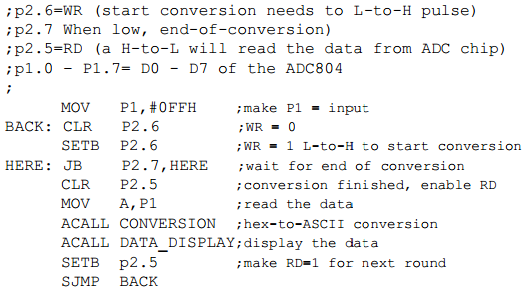 ;p2.6=WR (start conversion needs to L-to-H pulse)
;p2.7 When low, end-of-conversion)
;p2.5=RD (a H-to-L will read the data from ADC chip)
;p1.0 - P1.7= D0 - D7 of the ADC804
;
MOV P1,#0FFH ;make P1 = input
BACK: CLR P2.6 ;WR = 0
SETB P2.6 ;WR = 1 L-to-H to start conversion
HERE: JB P2.7,HERE ;wait for end of conversion
CLR P2.5 ;conversion finished, enable RD
MOV A,P1 ;read the data
ACALL CONVERSION ;hex-to-ASCII conversion
ACALL DATA_DISPLAY;display the data
SETB p2.5 ;make RD=1 for next round
SJMP BACK